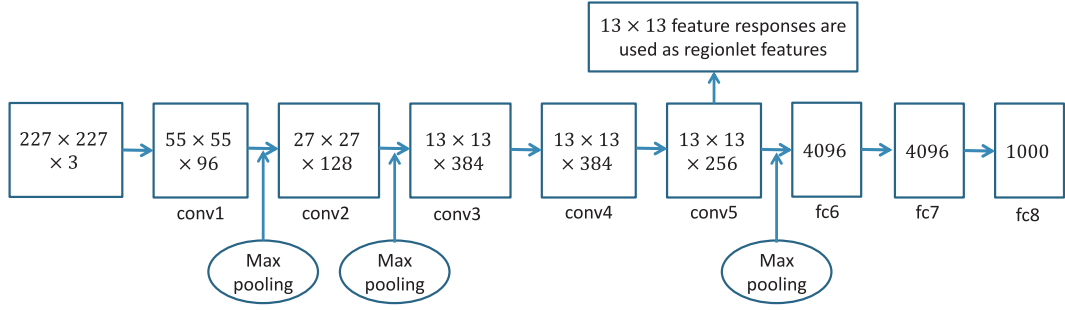 13 × 13 feature responses are
used as regionlet features
227 × 227
× 3
55 × 55
× 96
27 × 27
× 128
13 × 13
× 384
13 × 13
× 384
13 × 13
× 256
4096
4096
1000
conv1
conv2
conv3
conv4
conv5
fc6
fc7
fc8
Max
pooling
Max
pooling
Max
pooling